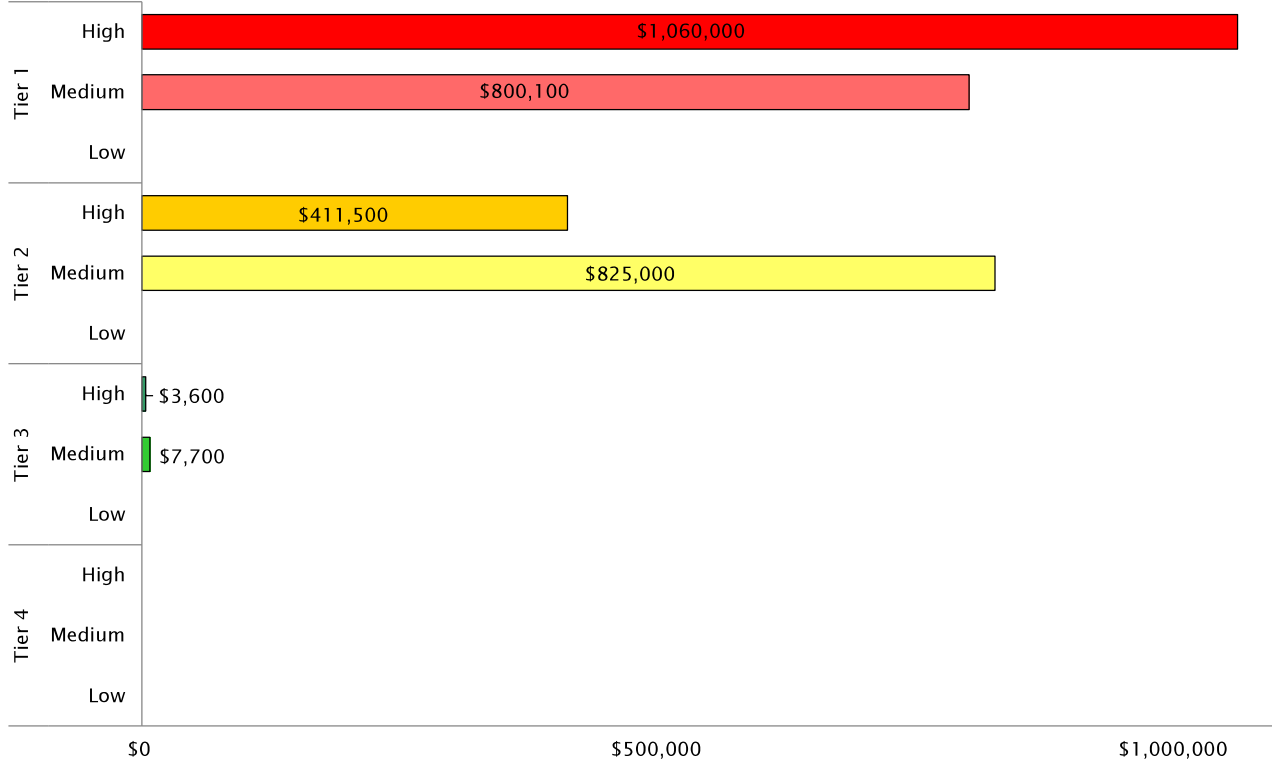 Tier 1
High
$1,060,000
Medium
$800,100
Low
Tier 2
High
$411,500
Medium
$825,000
Low
Tier 3
High
$3,600
Medium
$7,700
Low
Tier 4
High
Medium
Low
$0
$500,000
$1,000,000